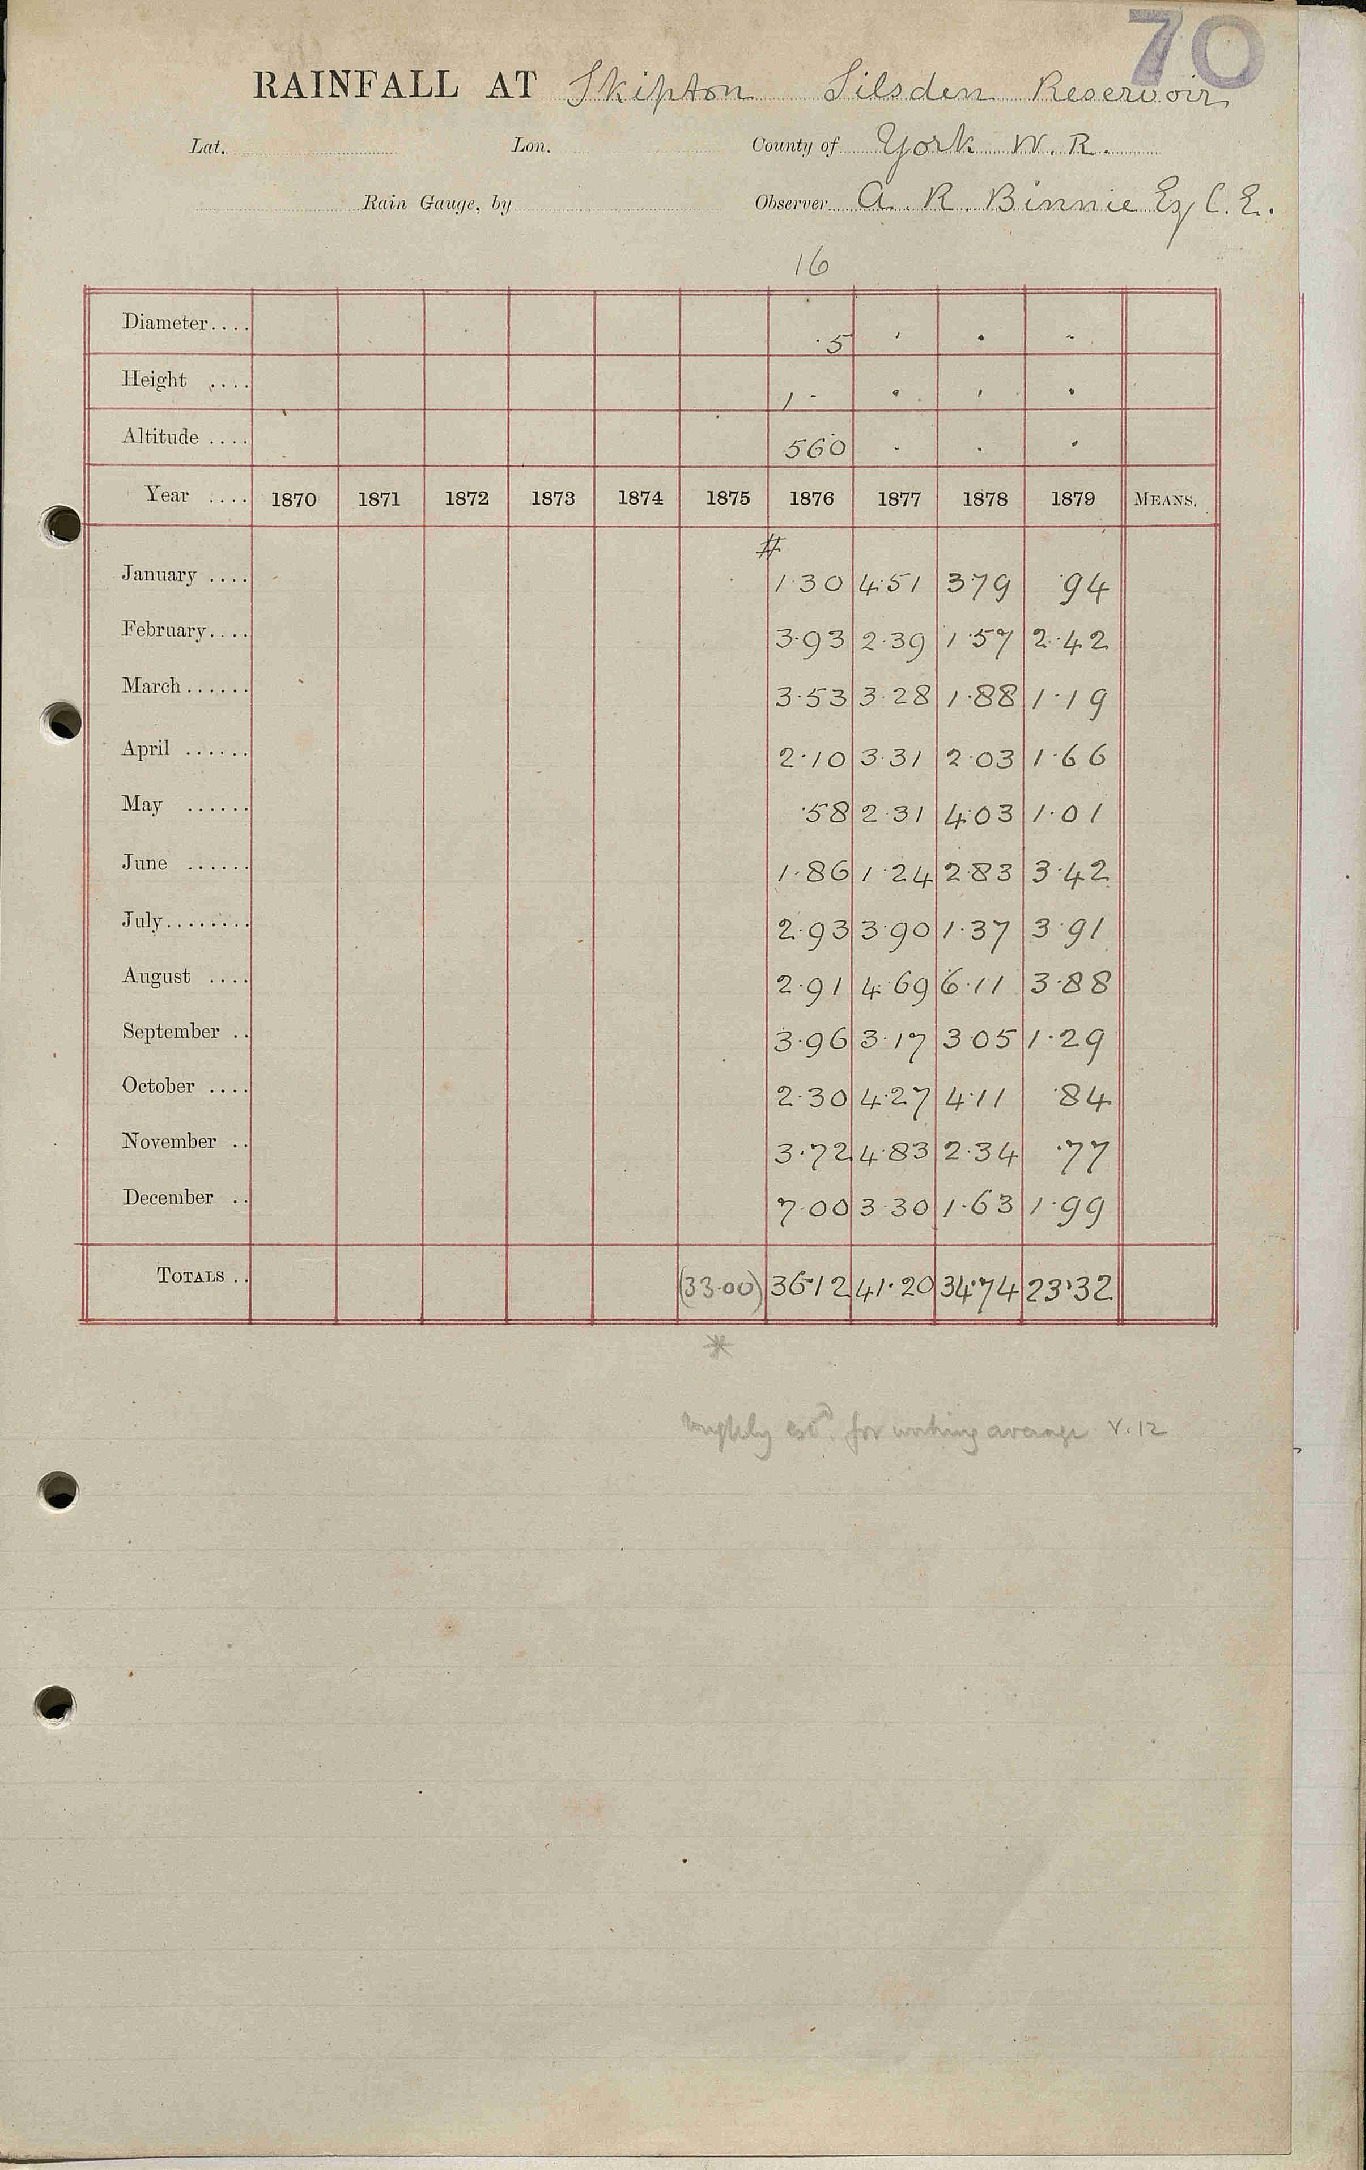 70
RAINFALL AT Skipton Silsden Reservoir
Lat. Lon. County of York W. R.
Rain Gauge, by Observer A. R. Binnie Esq C. E.
16
Diameter.... 5 " " "
Height .... 1 - " " "
Altitude .... 560 " " "
Year .... 1870 1871 1872 1873 1874 1875 1876 1877 1878 1879 MEANS.
#
January .... 1.30 4.51 3.79 .94
February.... 3.93 2.39 1.57 2.42
March...... 3.53 3.28 1.88 1.19
April ...... 2.10 3.31 2.03 1.66
May ...... .58 2.31 4.03 1.01
June ...... 1.86 1.24 2.83 3.42
July........ 2.93 3.90 1.37 3.91
August .... 2.91 4.69 6.11 3.88
September .. 3.96 3.17 3.05 1.29
October .... 2.30 4.27 4.11 .84
November .. 3.72 4.83 2.34 .77
December .. 7.00 3.30 1.63 1.99
TOTALS .. (33.00) 36.12 41.20 34.74 23.32
*
roughly estd. for working average V.12